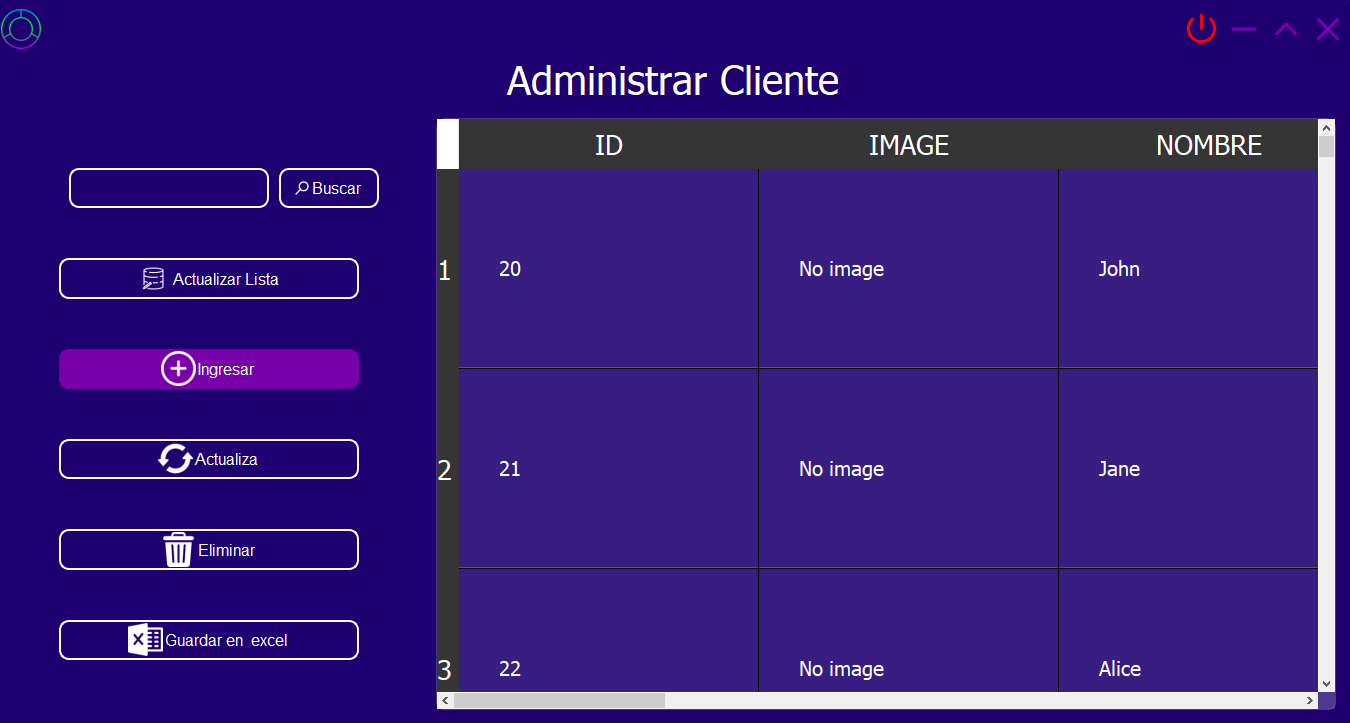 Administrar Cliente
Buscar
Actualizar Lista
Ingresar
Actualiza
Eliminar
Guardar en excel
ID IMAGE NOMBRE
1 20 No image John
2 21 No image Jane
3 22 No image Alice